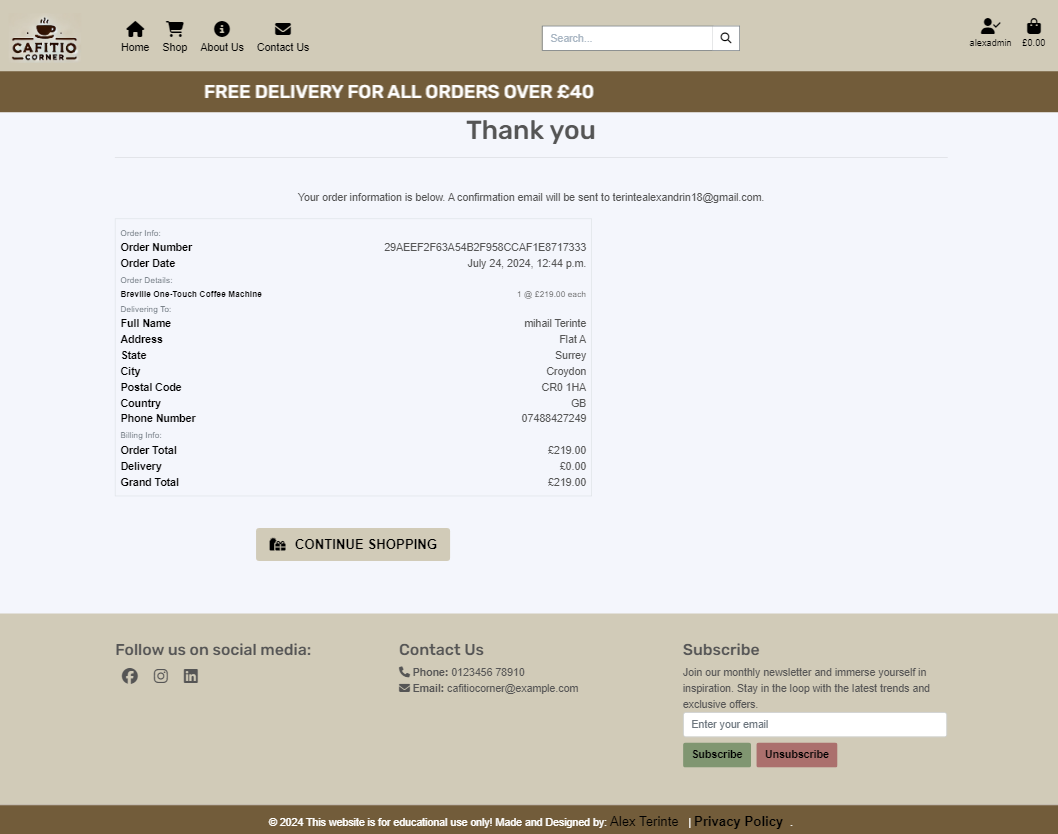 CAFITIO
CORNER
Home Shop About Us Contact Us
Search...
alexadmin £0.00
FREE DELIVERY FOR ALL ORDERS OVER £40
Thank you
Your order information is below. A confirmation email will be sent to terintealexandrin18@gmail.com.
Order Info:
Order Number 29AEEF2F63A54B2F958CCAF1E8717333
Order Date July 24, 2024, 12:44 p.m.
Order Details:
Breville One-Touch Coffee Machine 1 @ £219.00 each
Delivering To:
Full Name mihail Terinte
Address Flat A
State Surrey
City Croydon
Postal Code CR0 1HA
Country GB
Phone Number 07488427249
Billing Info:
Order Total £219.00
Delivery £0.00
Grand Total £219.00
CONTINUE SHOPPING
Follow us on social media:
Contact Us
Phone: 0123456 78910
Email: cafitiocorner@example.com
Subscribe
Join our monthly newsletter and immerse yourself in
inspiration. Stay in the loop with the latest trends and
exclusive offers.
Enter your email
Subscribe Unsubscribe
© 2024 This website is for educational use only! Made and Designed by: Alex Terinte | Privacy Policy .